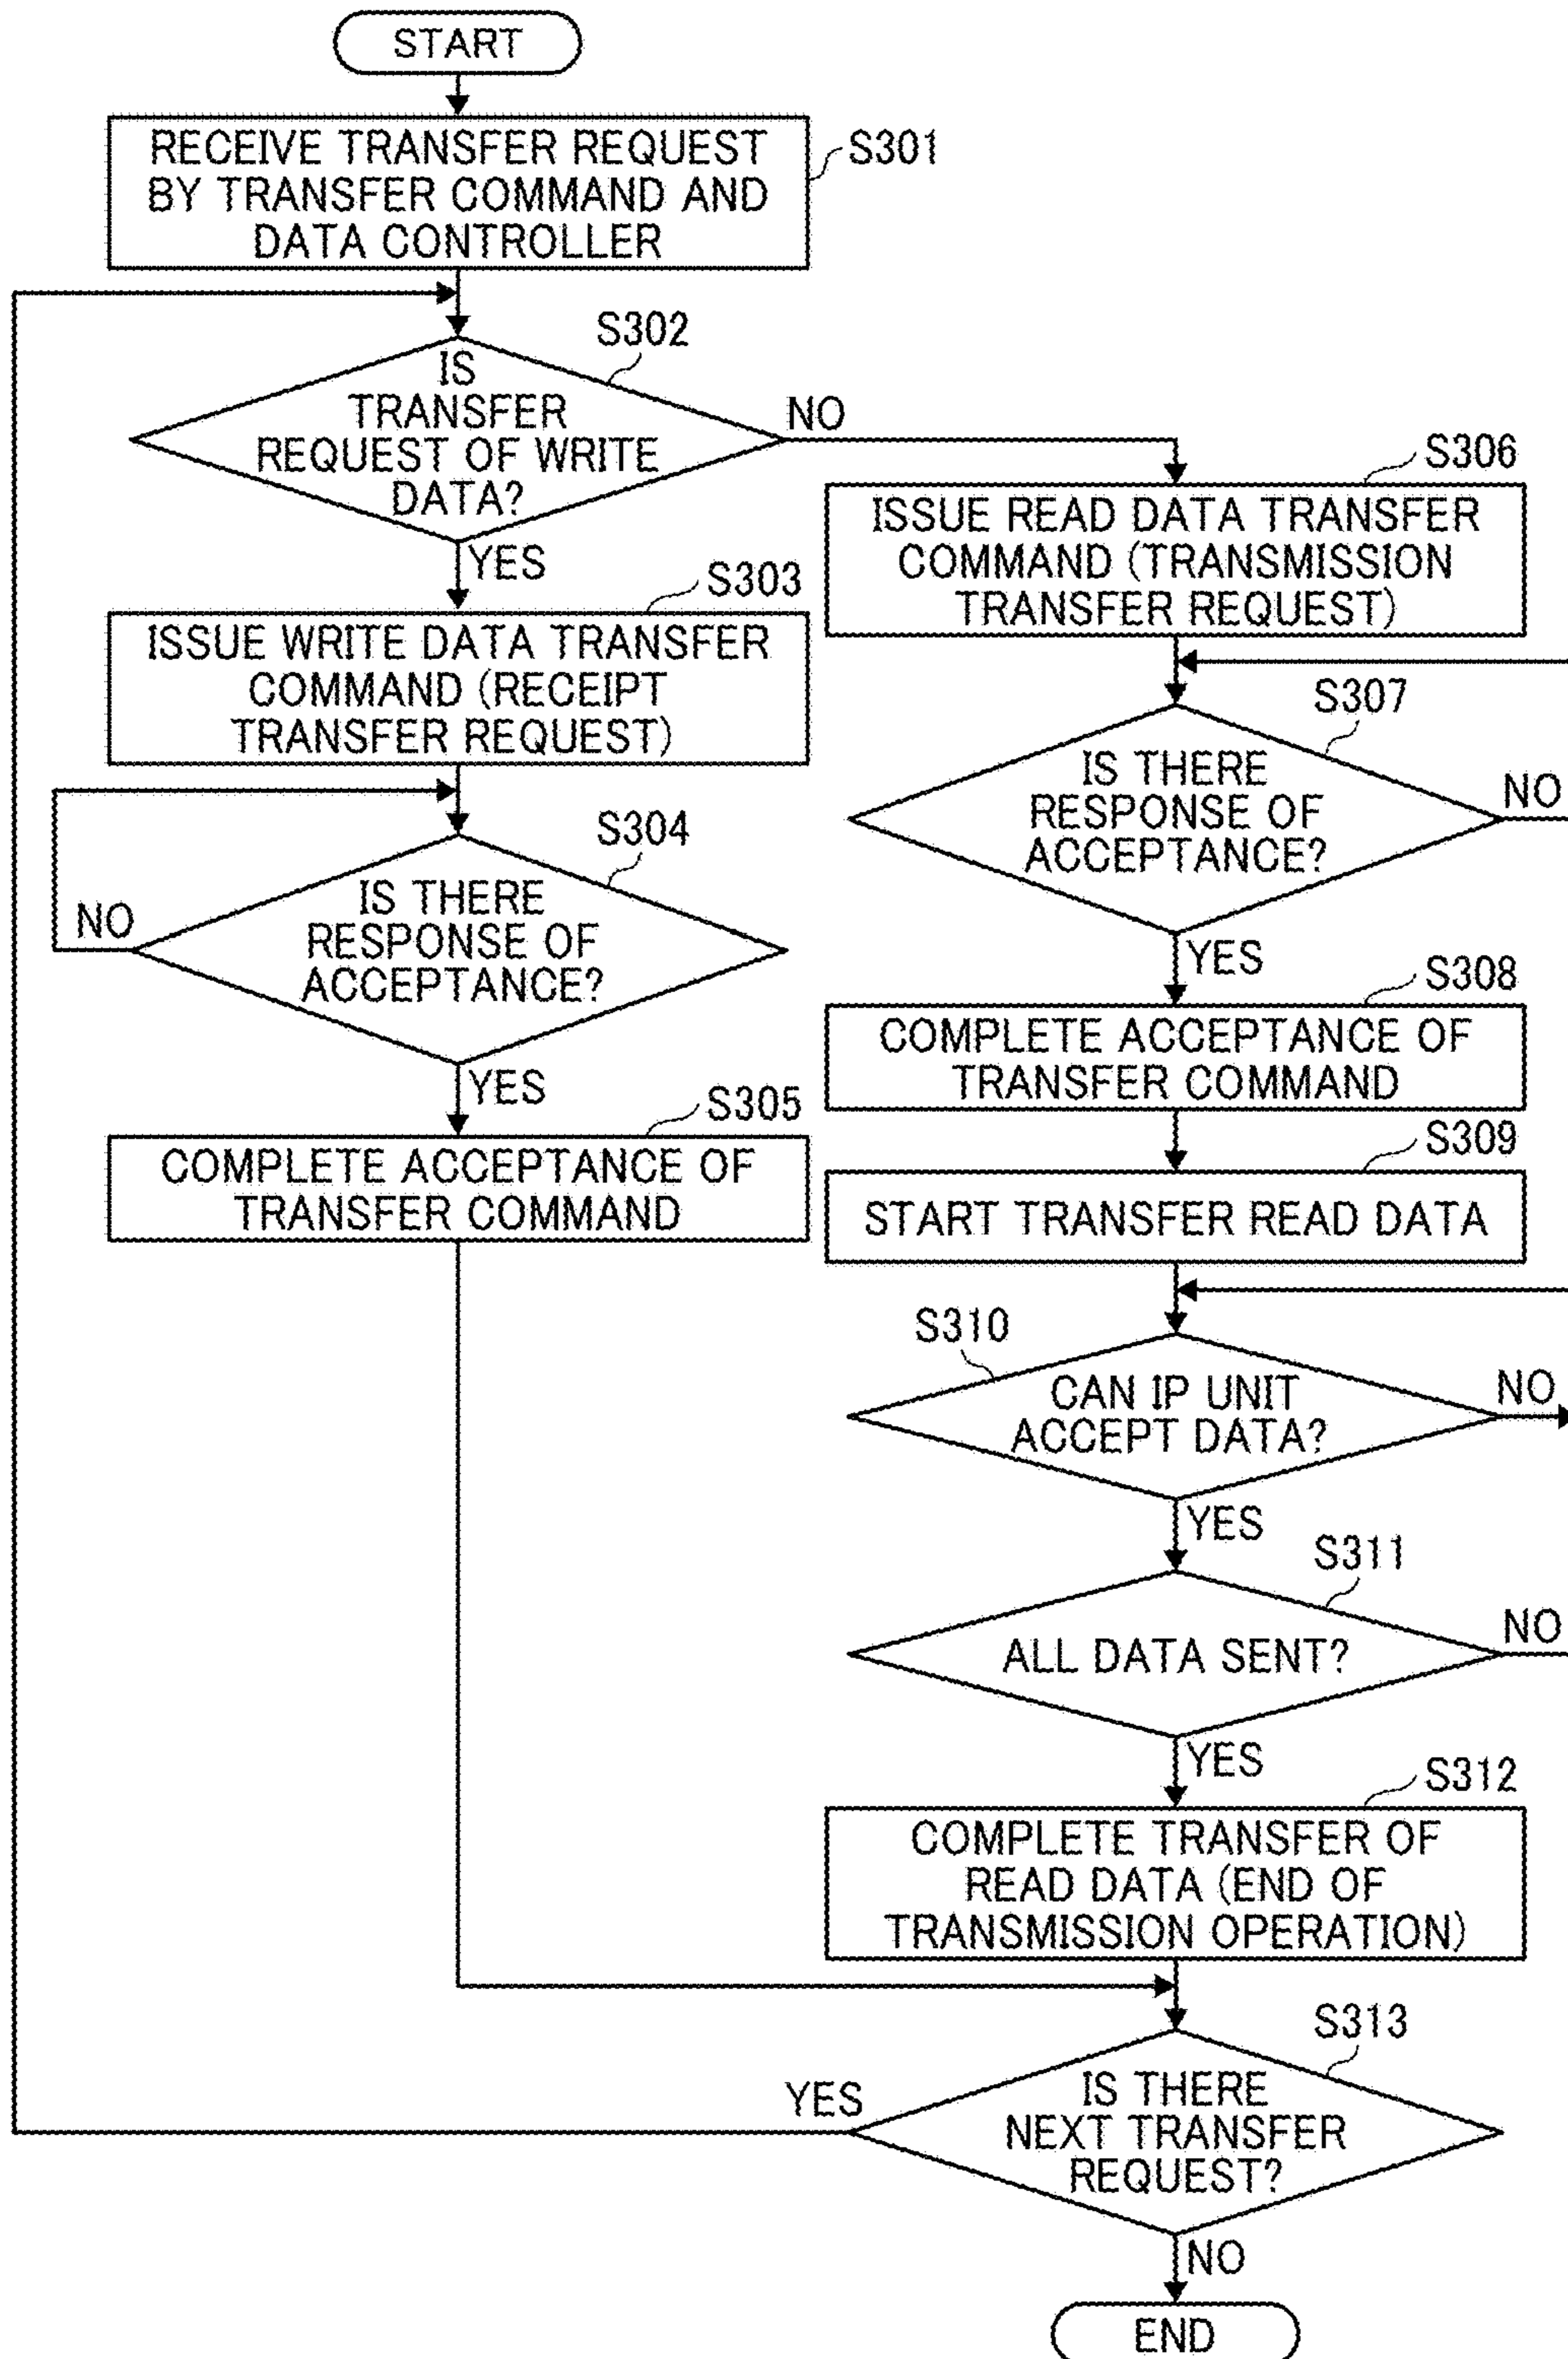 START
RECEIVE TRANSFER REQUEST
BY TRANSFER COMMAND AND
DATA CONTROLLER
S301
S302
IS
TRANSFER
REQUEST OF WRITE
DATA?
NO
YES
S303
ISSUE WRITE DATA TRANSFER
COMMAND (RECEIPT
TRANSFER REQUEST)
S304
IS THERE
RESPONSE OF
ACCEPTANCE?
NO
YES
S305
COMPLETE ACCEPTANCE OF
TRANSFER COMMAND
S306
ISSUE READ DATA TRANSFER
COMMAND (TRANSMISSION
TRANSFER REQUEST)
S307
IS THERE
RESPONSE OF
ACCEPTANCE?
NO
YES
S308
COMPLETE ACCEPTANCE OF
TRANSFER COMMAND
S309
START TRANSFER READ DATA
S310
CAN IP UNIT
ACCEPT DATA?
NO
YES
S311
ALL DATA SENT?
NO
YES
S312
COMPLETE TRANSFER OF
READ DATA (END OF
TRANSMISSION OPERATION)
S313
IS THERE
NEXT TRANSFER
REQUEST?
YES
NO
END